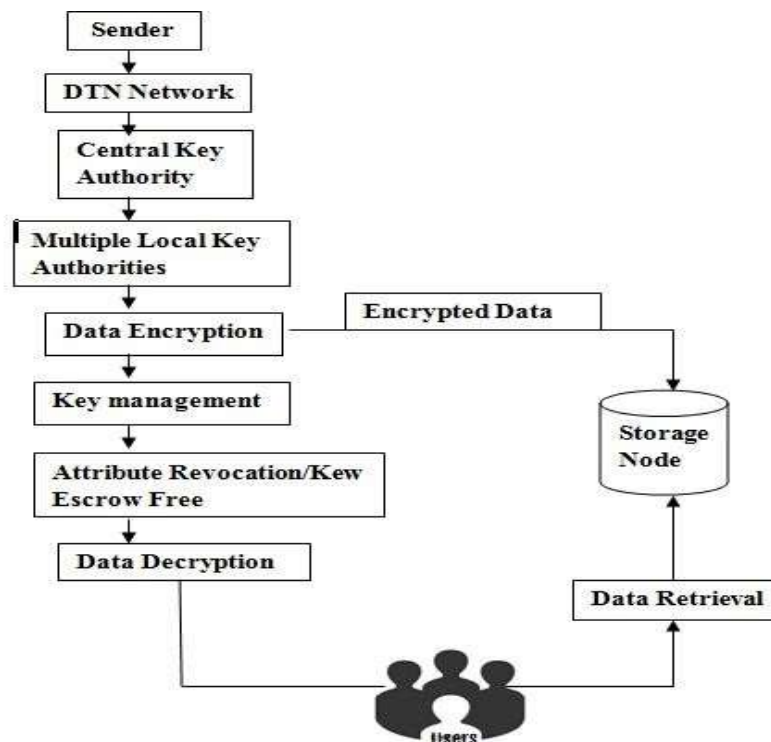 Sender
DTN Network
Central Key
Authority
Multiple Local Key
Authorities
Data Encryption
Encrypted Data
Key management
Storage
Node
Attribute Revocation/Kew
Escrow Free
Data Decryption
Data Retrieval
Users